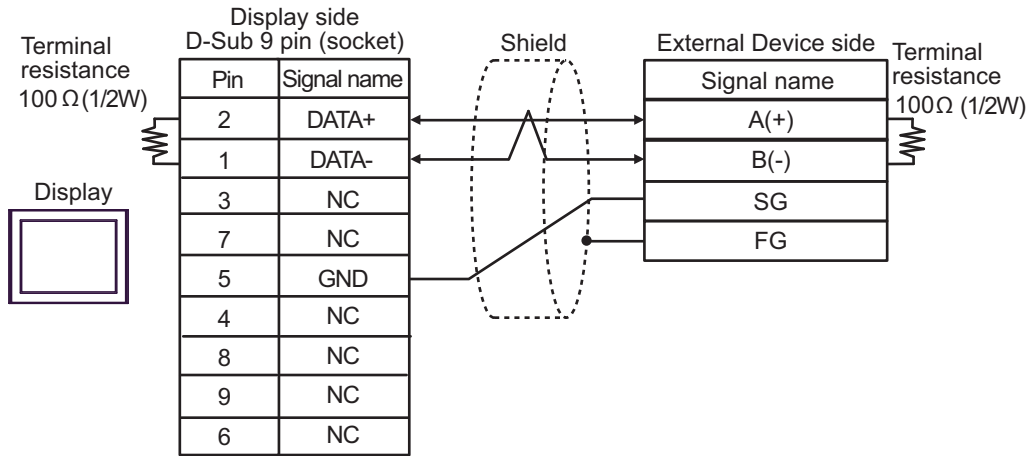 Display side
D-Sub 9 pin (socket)
Terminal
resistance
100 Ω (1/2W)
Shield
External Device side
Terminal
resistance
100Ω (1/2W)
Pin Signal name
2 DATA+
1 DATA-
3 NC
7 NC
5 GND
4 NC
8 NC
9 NC
6 NC
Signal name
A(+)
B(-)
SG
FG
Display